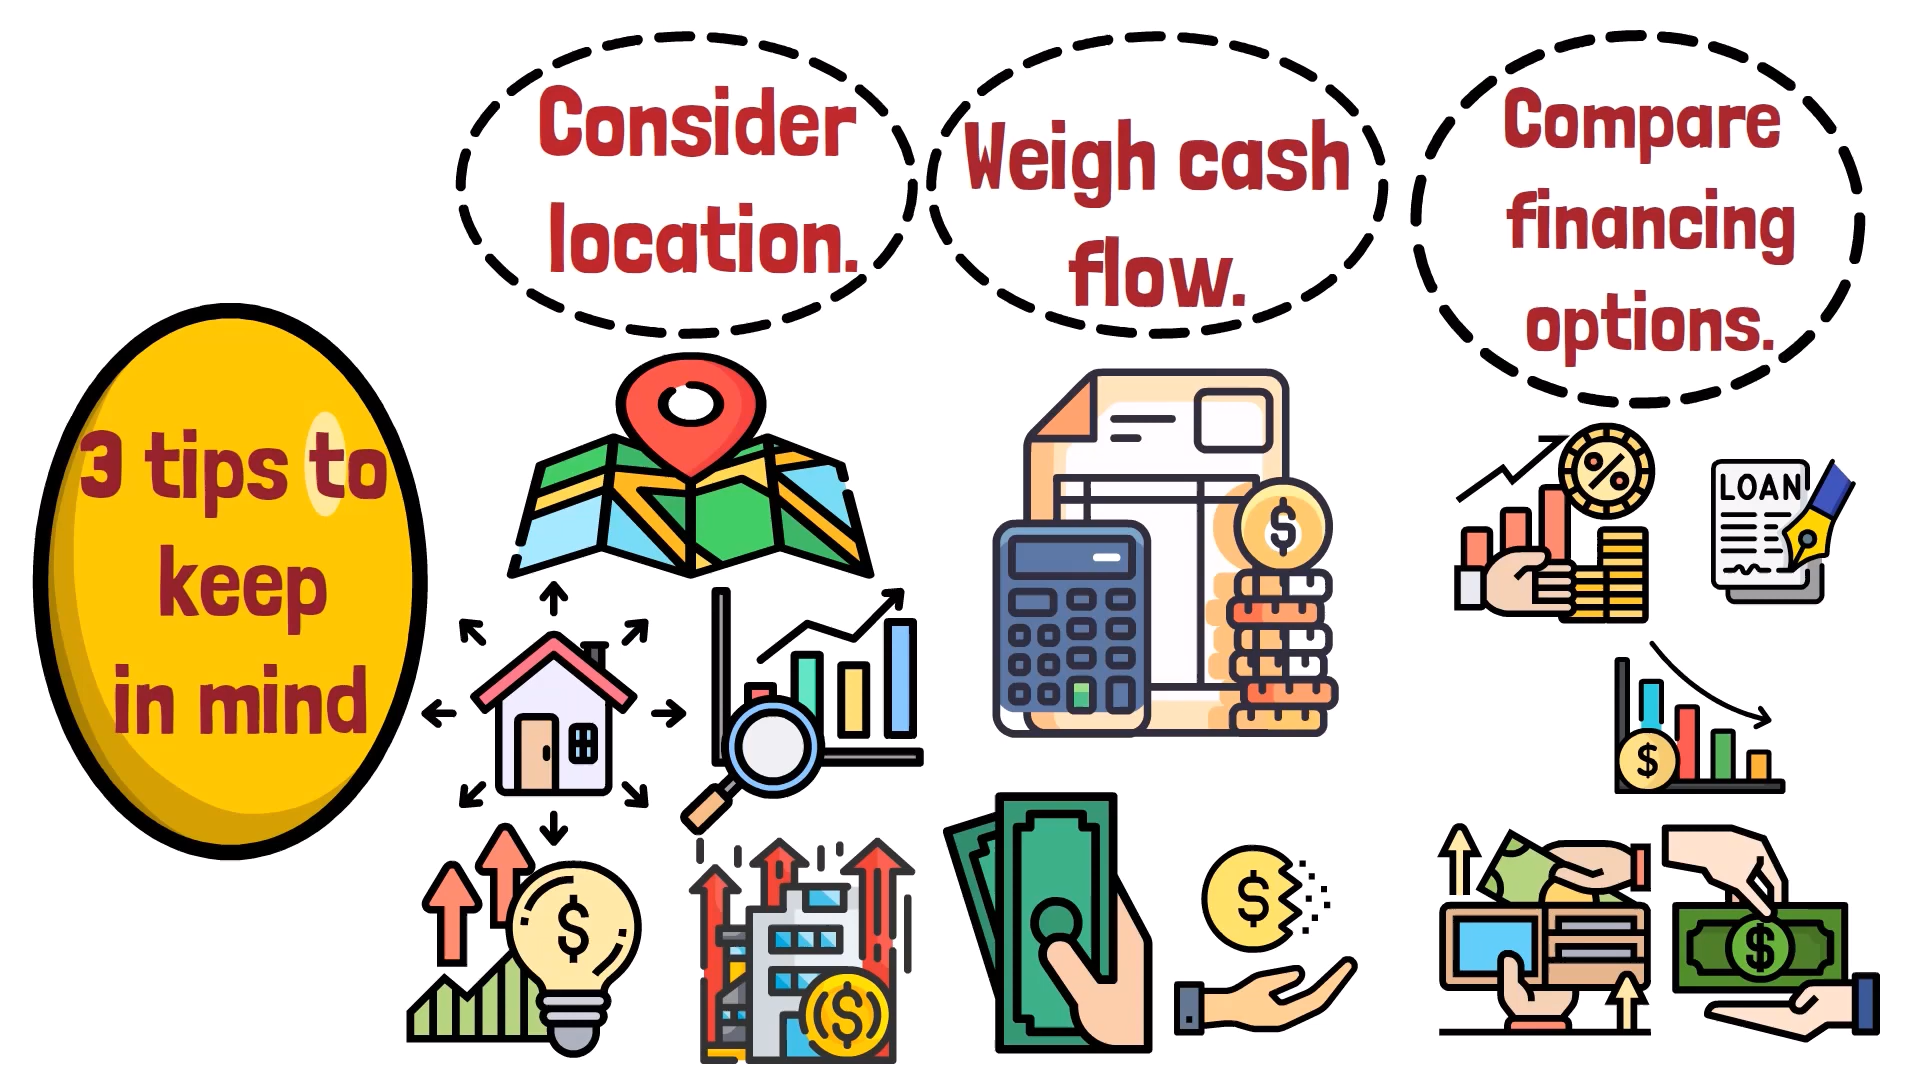 3 tips to
keep
in mind
Consider
location.
Weigh cash
flow.
Compare
financing
options.
$
%
LOAN
$
$
$
$
$
$